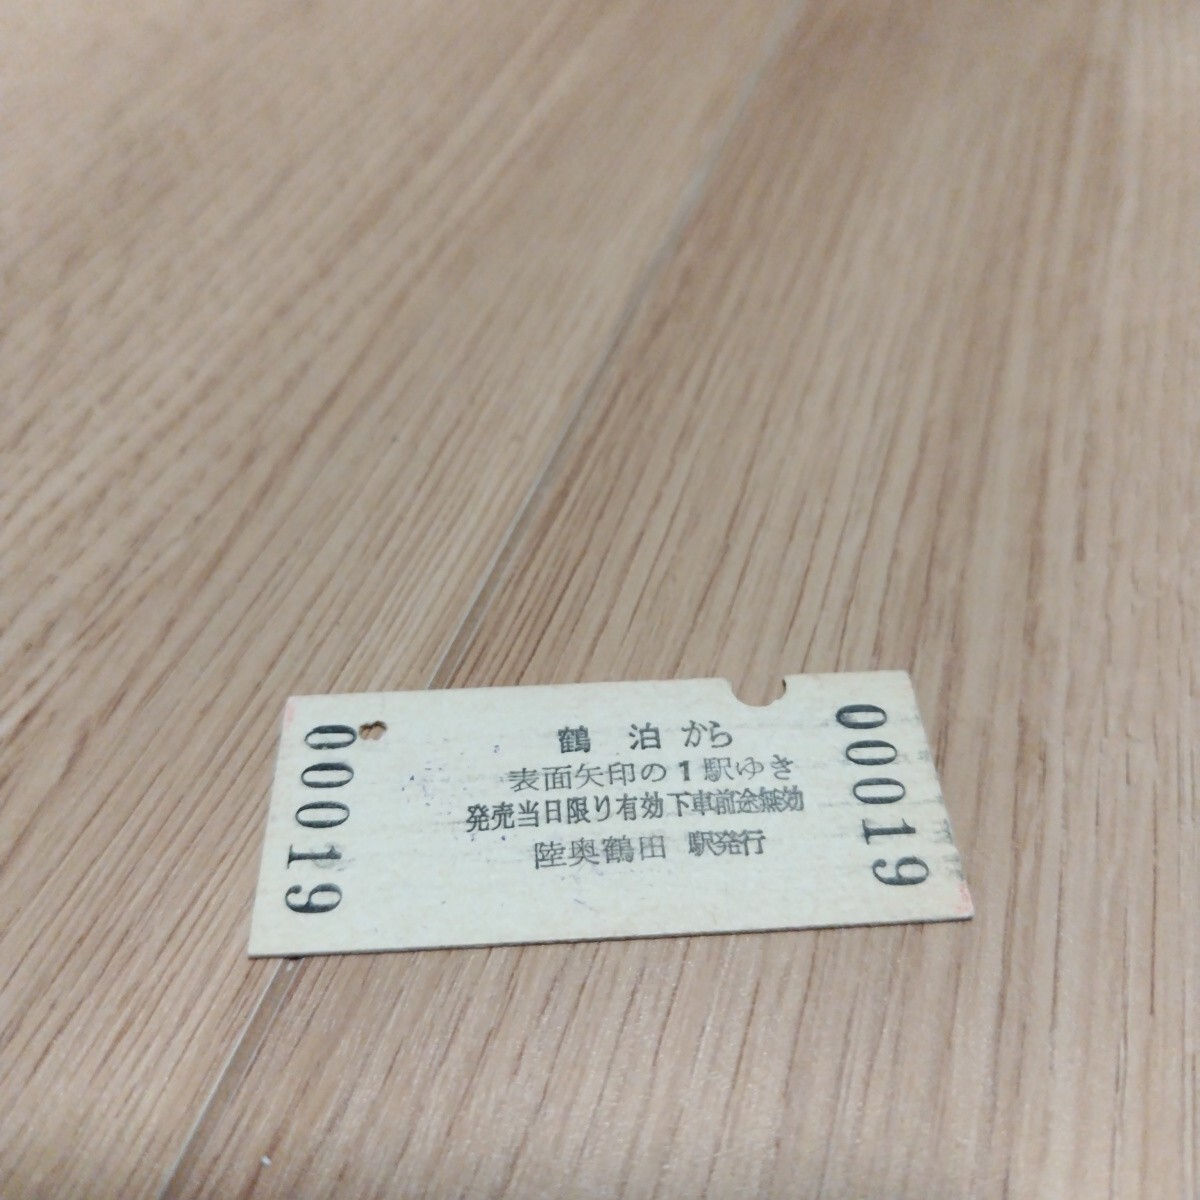 00019
鶴泊から
表面矢印の1駅ゆき
発売当日限り有効下車前途無効
陸奥鶴田 駅発行
00019